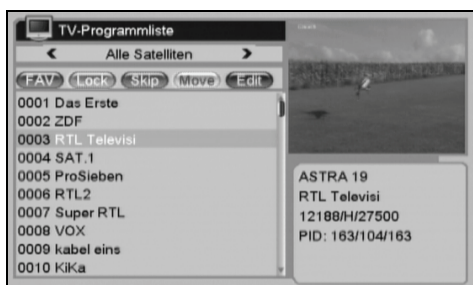 TV-Programmliste
Alle Satelliten
FAV Lock Skip Move Edit
0001 Das Erste
0002 ZDF
0003 RTL Televisi
0004 SAT.1
0005 ProSieben
0006 RTL2
0007 Super RTL
0008 VOX
0009 kabel eins
0010 KiKa
ASTRA 19
RTL Televisi
12188/H/27500
PID: 163/104/163